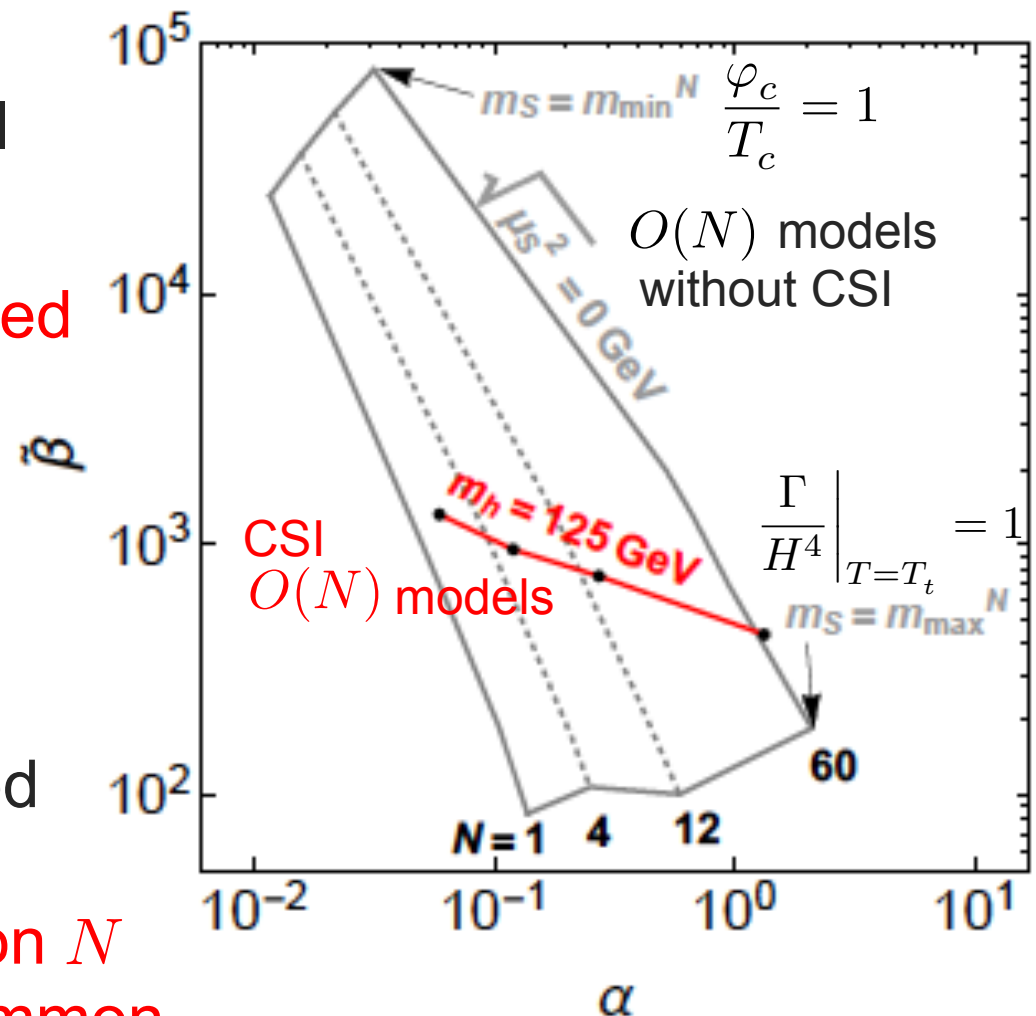 10^5
10^4
10^3
10^2
β̃
m_S = m_min^N
φ_c / T_c = 1
√μ_S^2 = 0 GeV
O(N) models
without CSI
ed
m_h = 125 GeV
CSI
O(N) models
Γ / H^4 |_{T=T_t} = 1
m_S = m_max^N
60
d
N = 1 4 12
10^-2 10^-1 10^0 10^1
on N
mmon
α